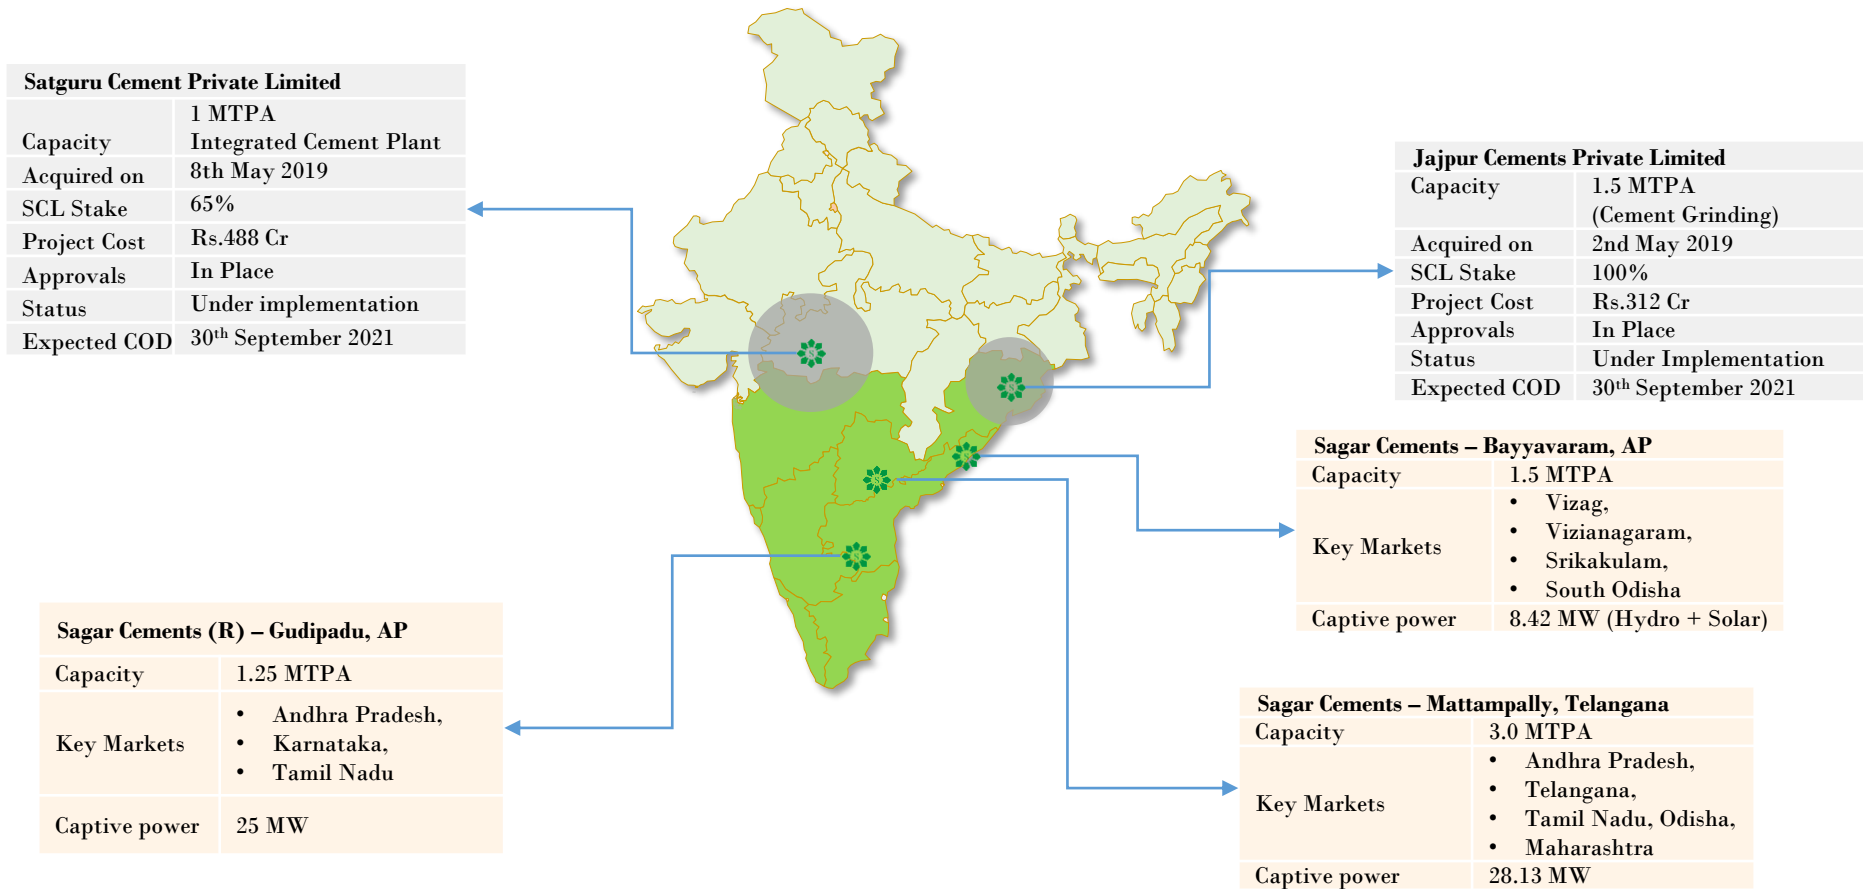 Satguru Cement Private Limited
Capacity 1 MTPA
Integrated Cement Plant
Acquired on 8th May 2019
SCL Stake 65%
Project Cost Rs.488 Cr
Approvals In Place
Status Under implementation
Expected COD 30th September 2021
Jajpur Cements Private Limited
Capacity 1.5 MTPA
(Cement Grinding)
Acquired on 2nd May 2019
SCL Stake 100%
Project Cost Rs.312 Cr
Approvals In Place
Status Under Implementation
Expected COD 30th September 2021
Sagar Cements – Bayyavaram, AP
Capacity 1.5 MTPA
Key Markets
• Vizag,
• Vizianagaram,
• Srikakulam,
• South Odisha
Captive power 8.42 MW (Hydro + Solar)
Sagar Cements (R) – Gudipadu, AP
Capacity 1.25 MTPA
Key Markets
• Andhra Pradesh,
• Karnataka,
• Tamil Nadu
Captive power 25 MW
Sagar Cements – Mattampally, Telangana
Capacity 3.0 MTPA
Key Markets
• Andhra Pradesh,
• Telangana,
• Tamil Nadu, Odisha,
• Maharashtra
Captive power 28.13 MW
S
S
S
S
S